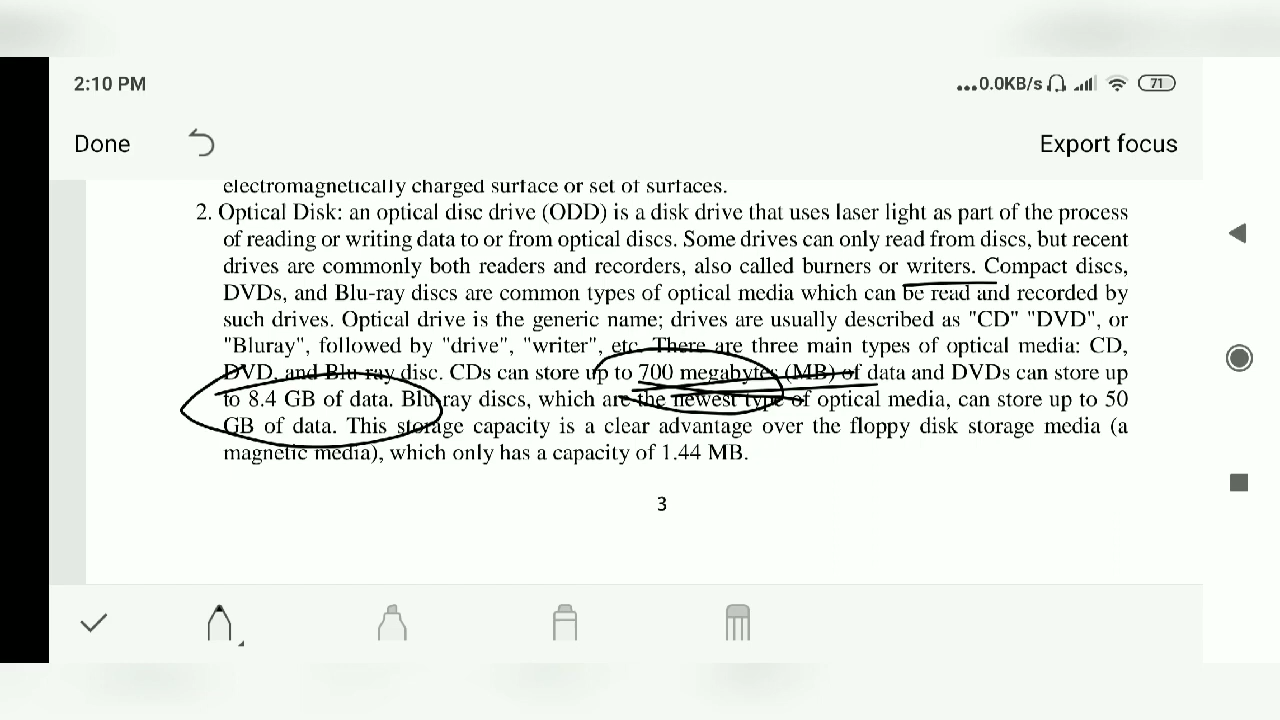 2:10 PM
...0.0KB/s 71
Done
Export focus
electromagnetically charged surface or set of surfaces.
2. Optical Disk: an optical disc drive (ODD) is a disk drive that uses laser light as part of the process
of reading or writing data to or from optical discs. Some drives can only read from discs, but recent
drives are commonly both readers and recorders, also called burners or writers. Compact discs,
DVDs, and Blu-ray discs are common types of optical media which can be read and recorded by
such drives. Optical drive is the generic name; drives are usually described as "CD" "DVD", or
"Bluray", followed by "drive", "writer", etc. There are three main types of optical media: CD,
DVD, and Blu-ray disc. CDs can store up to 700 megabytes (MB) of data and DVDs can store up
to 8.4 GB of data. Blu-ray discs, which are the newest type of optical media, can store up to 50
GB of data. This storage capacity is a clear advantage over the floppy disk storage media (a
magnetic media), which only has a capacity of 1.44 MB.
3